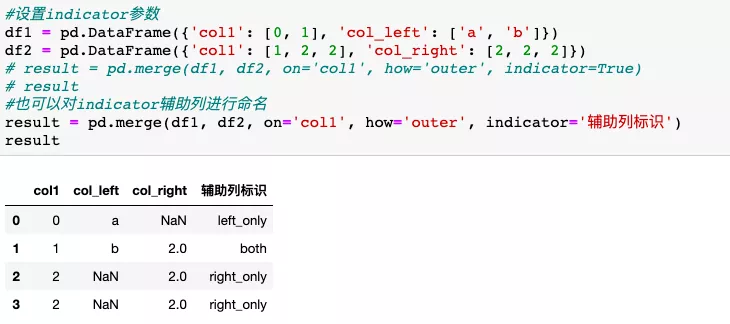 #设置indicator参数
df1 = pd.DataFrame({'col1': [0, 1], 'col_left': ['a', 'b']})
df2 = pd.DataFrame({'col1': [1, 2, 2], 'col_right': [2, 2, 2]})
# result = pd.merge(df1, df2, on='col1', how='outer', indicator=True)
# result
#也可以对indicator辅助列进行命名
result = pd.merge(df1, df2, on='col1', how='outer', indicator='辅助列标识')
result
col1 col_left col_right 辅助列标识
0 0 a NaN left_only
1 1 b 2.0 both
2 2 NaN 2.0 right_only
3 2 NaN 2.0 right_only